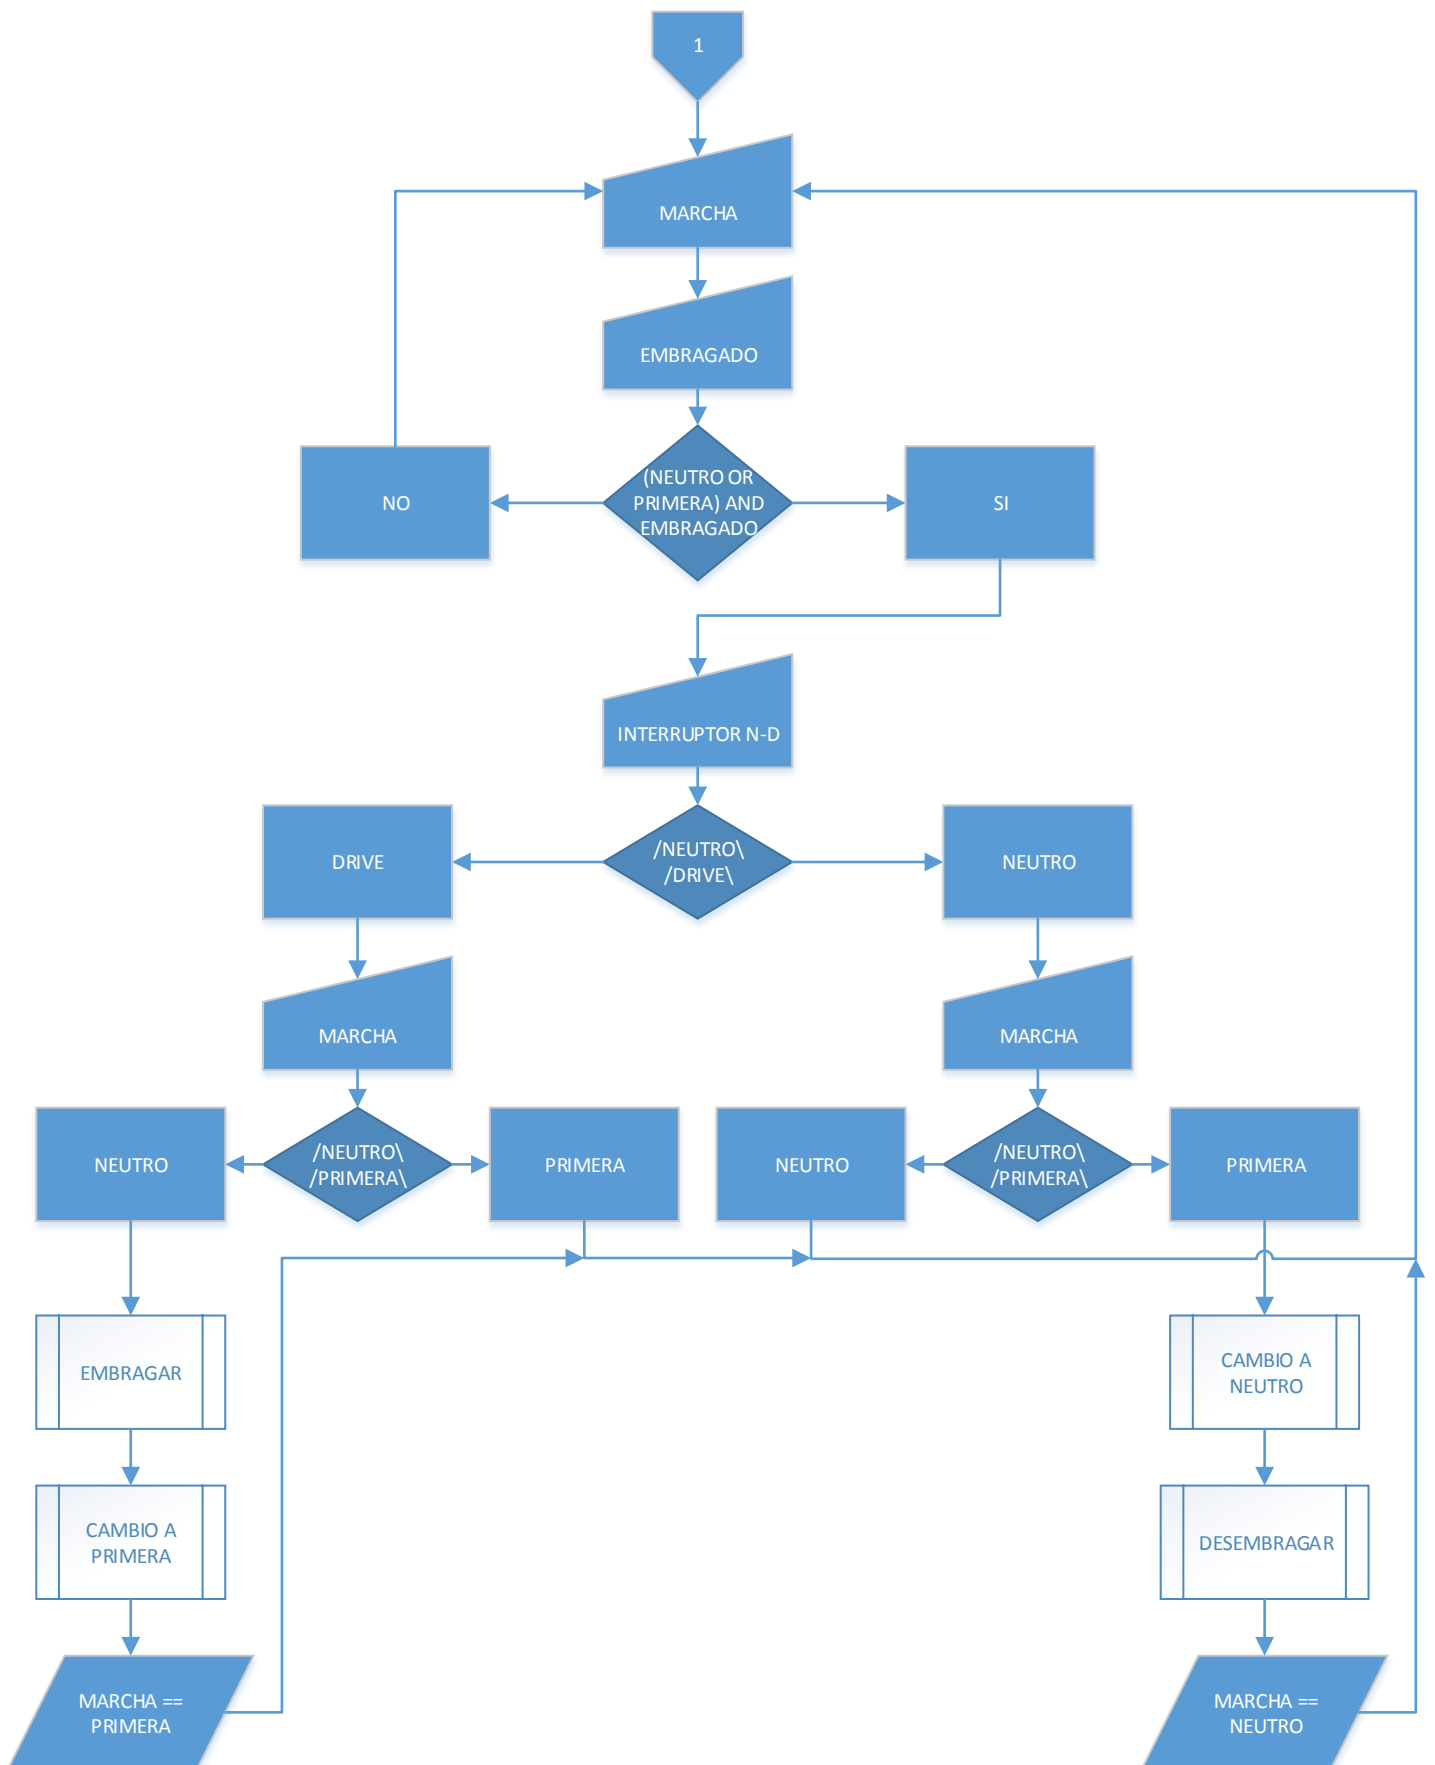 1
MARCHA
EMBRAGADO
(NEUTRO OR
PRIMERA) AND
EMBRAGADO
NO
SI
INTERRUPTOR N-D
/NEUTRO\
/DRIVE\
DRIVE
NEUTRO
MARCHA
MARCHA
NEUTRO
/NEUTRO\
/PRIMERA\
PRIMERA
NEUTRO
/NEUTRO\
/PRIMERA\
PRIMERA
EMBRAGAR
CAMBIO A
NEUTRO
CAMBIO A
PRIMERA
DESEMBRAGAR
MARCHA ==
PRIMERA
MARCHA ==
NEUTRO